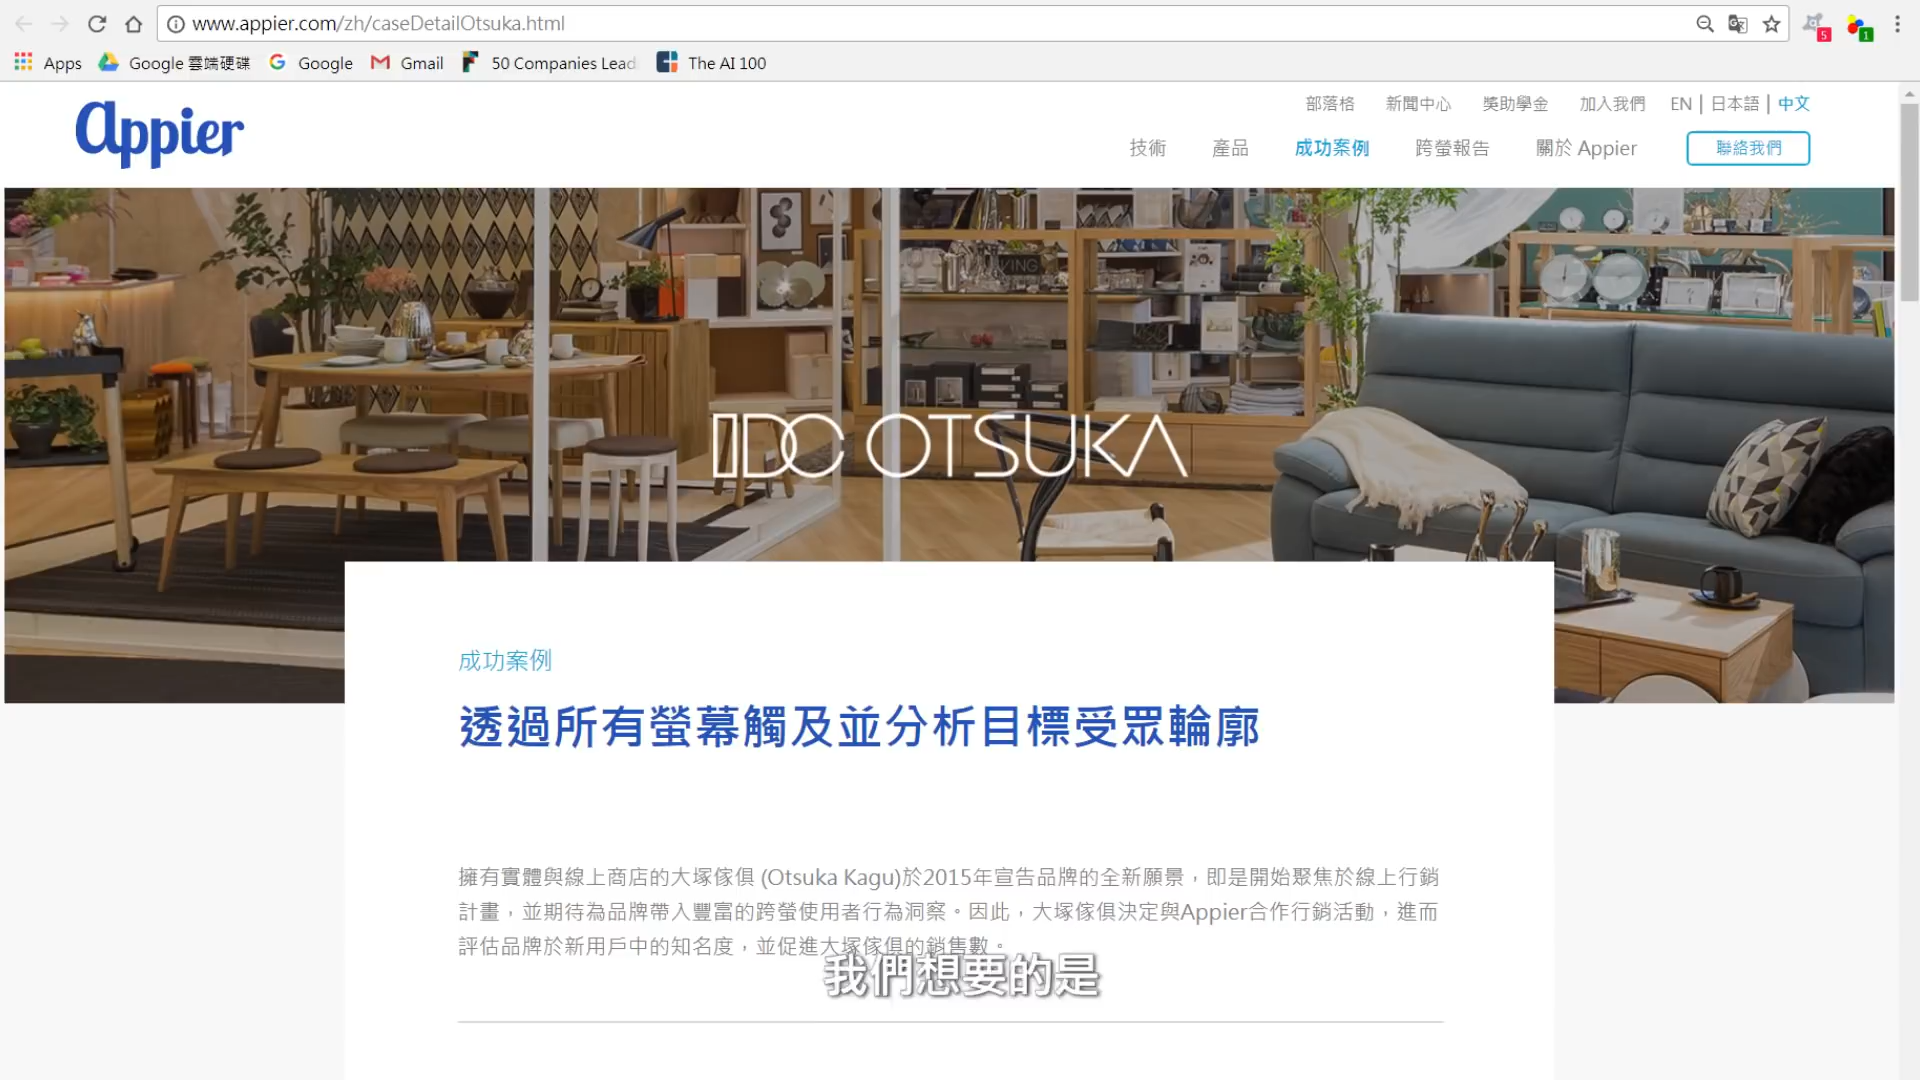 www.appier.com/zh/caseDetailOtsuka.html
5
1
Apps
Google 雲端硬碟
Google
Gmail
50 Companies Lead
The AI 100
appier
部落格
新聞中心
獎助學金
加入我們
EN | 日本語 | 中文
技術
產品
成功案例
跨螢報告
關於 Appier
聯絡我們
IDC OTSUKA
成功案例
透過所有螢幕觸及並分析目標受眾輪廓
擁有實體與線上商店的大塚傢俱 (Otsuka Kagu)於2015年宣告品牌的全新願景，即是開始聚焦於線上行銷
計畫，並期待為品牌帶入豐富的跨螢使用者行為洞察。因此，大塚傢俱決定與Appier合作行銷活動，進而
評估品牌於新用戶中的知名度，並促進大塚傢俱的銷售數。
我們想要的是